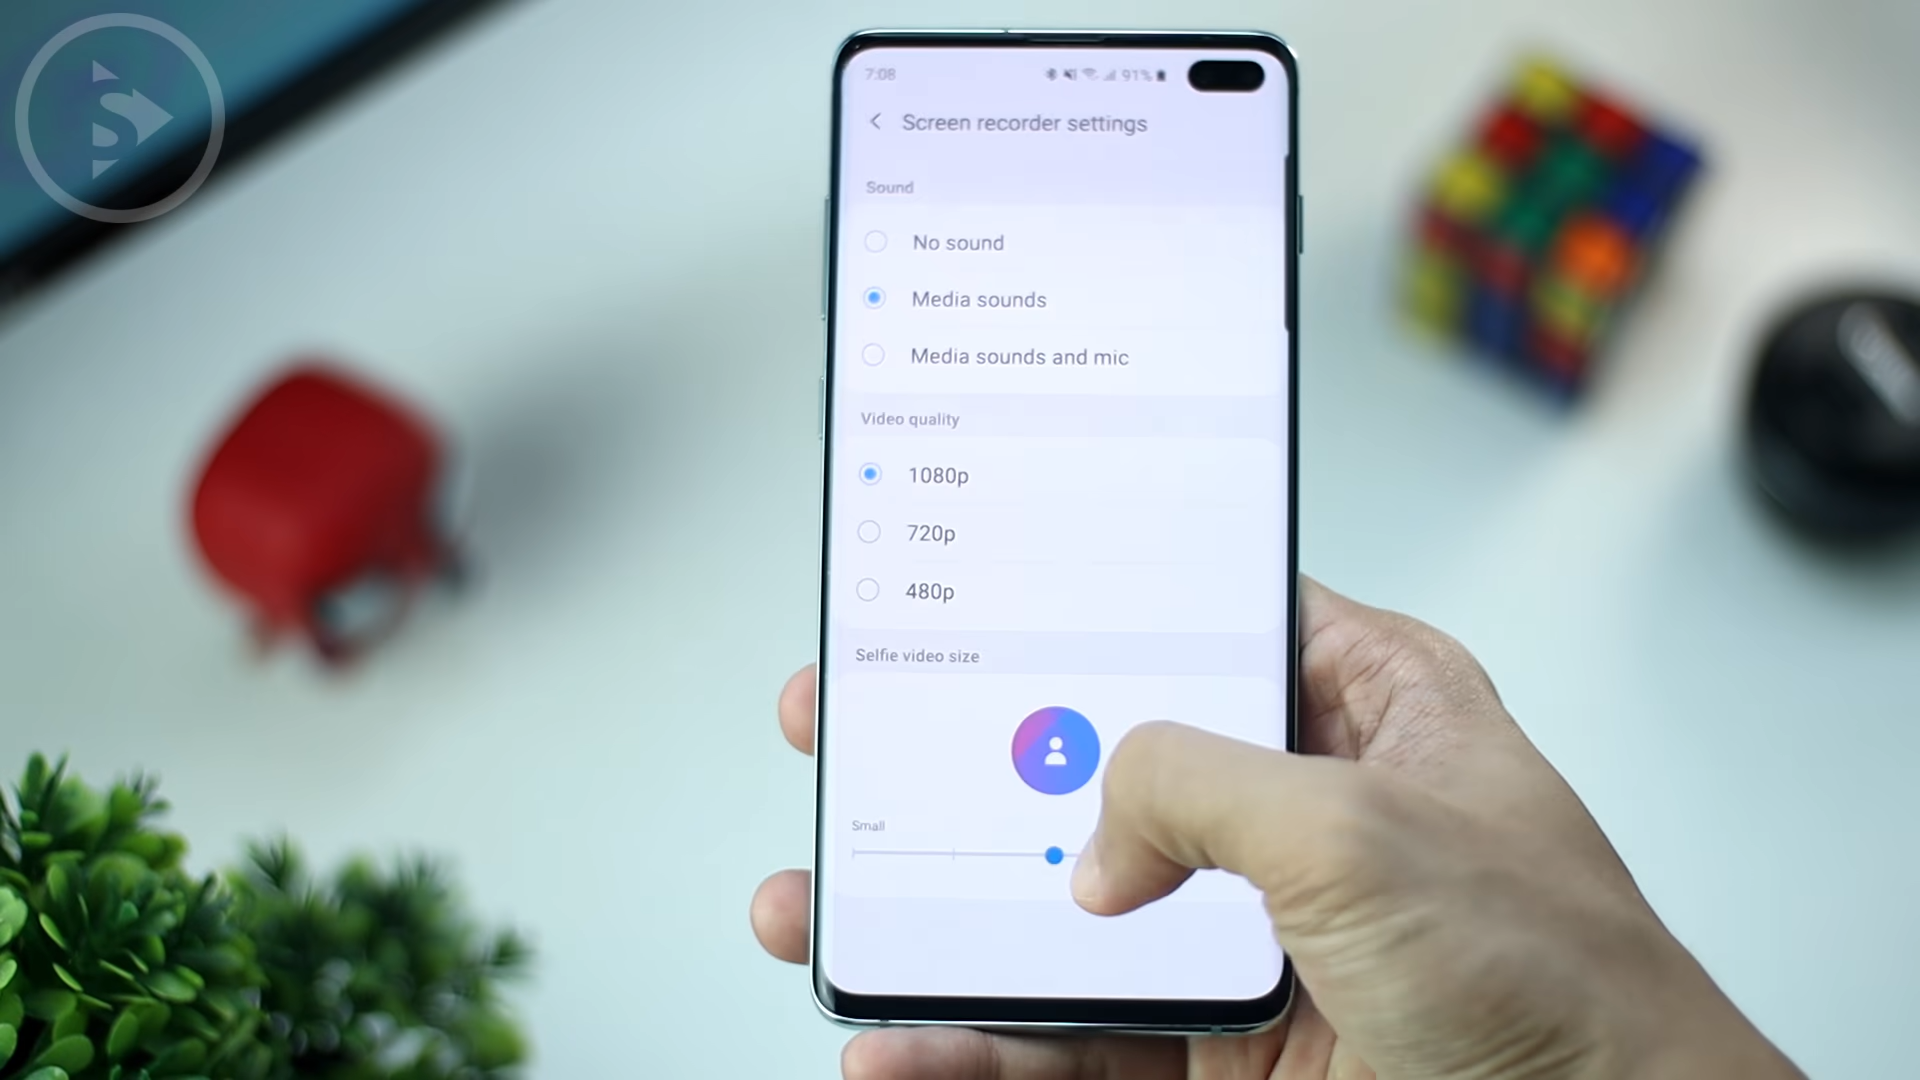 S
7:08 91%
Screen recorder settings
Sound
No sound
Media sounds
Media sounds and mic
Video quality
1080p
720p
480p
Selfie video size
Small